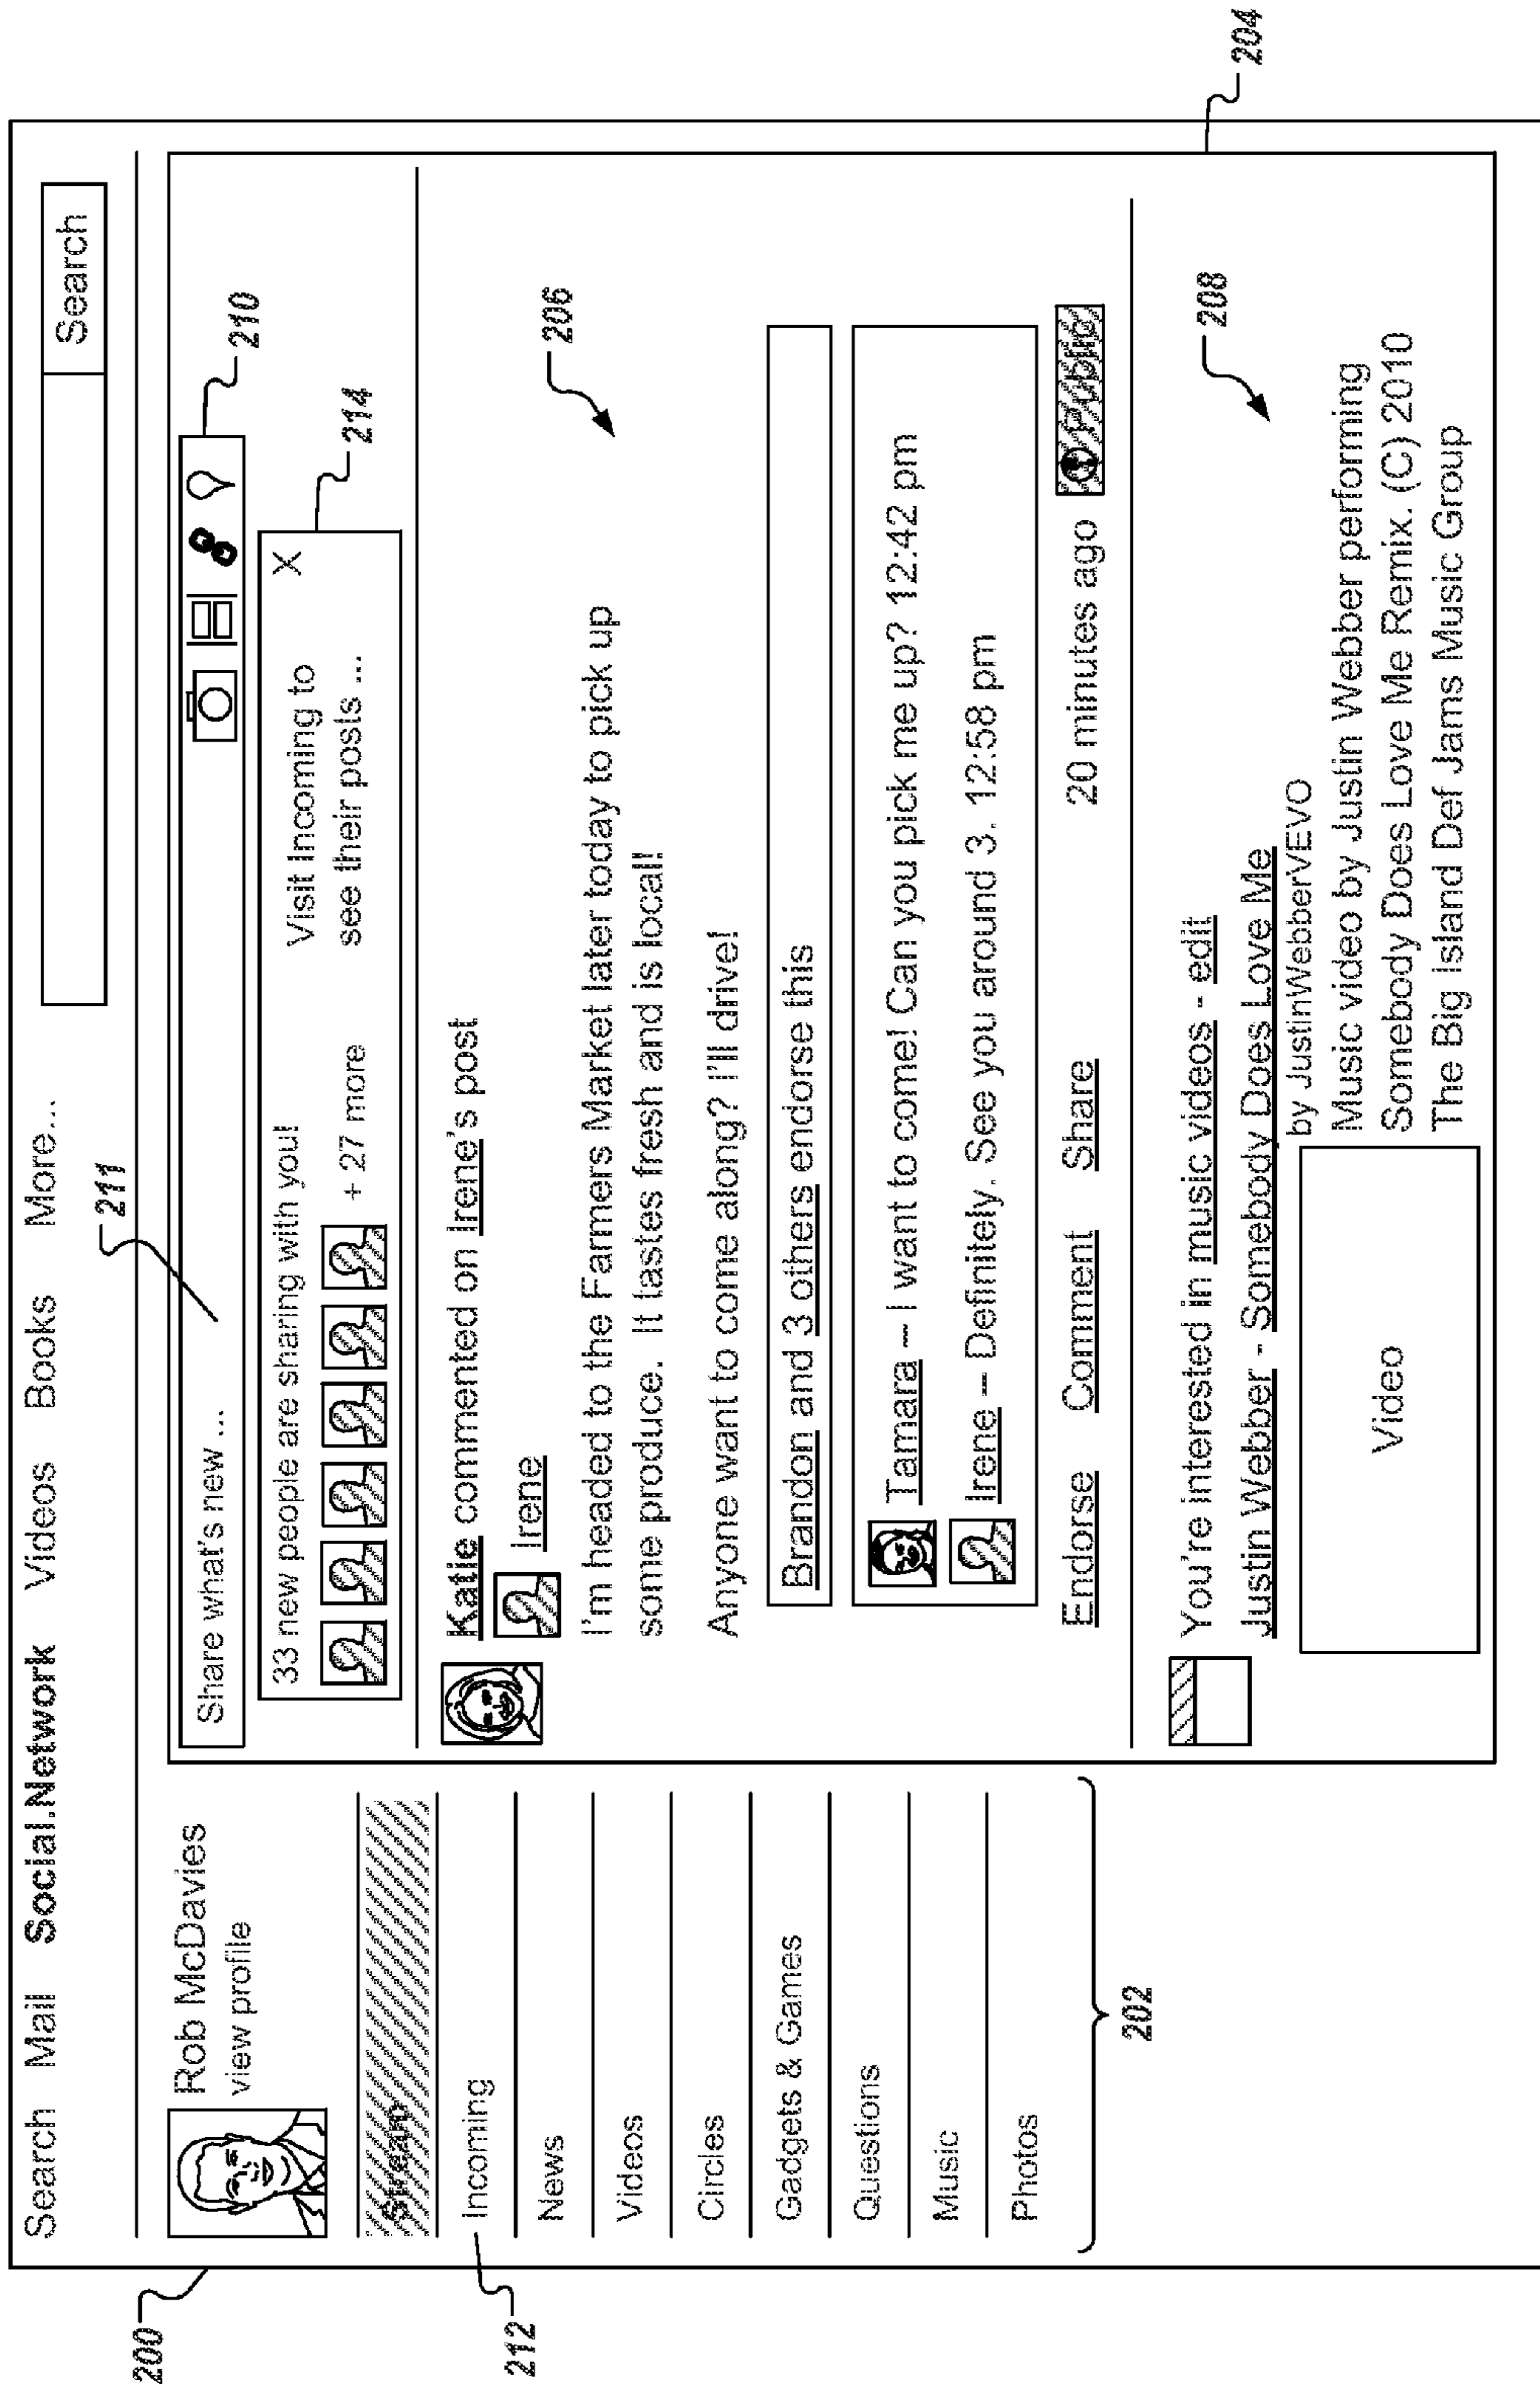 Search Mail Social.Network Videos Books More... Search
211
200
Rob McDavies
view profile
Stream
Incoming
212
News
Videos
Circles
Gadgets & Games
Questions
Music
Photos
202
Share what's new ...
210
33 new people are sharing with you!
+ 27 more
Visit Incoming to
see their posts ...
X
214
Katie commented on Irene's post
Irene
206
I'm headed to the Farmers Market later today to pick up
some produce. It tastes fresh and is local!
Anyone want to come along? I'll drive!
Brandon and 3 others endorse this
Tamara -- I want to come! Can you pick me up? 12:42 pm
Irene -- Definitely. See you around 3. 12:58 pm
Endorse Comment Share 20 minutes ago Public
204
You're interested in music videos - edit
208
Justin Webber - Somebody Does Love Me
by JustinWebberVEVO
Music video by Justin Webber performing
Somebody Does Love Me Remix. (C) 2010
The Big Island Def Jams Music Group
Video